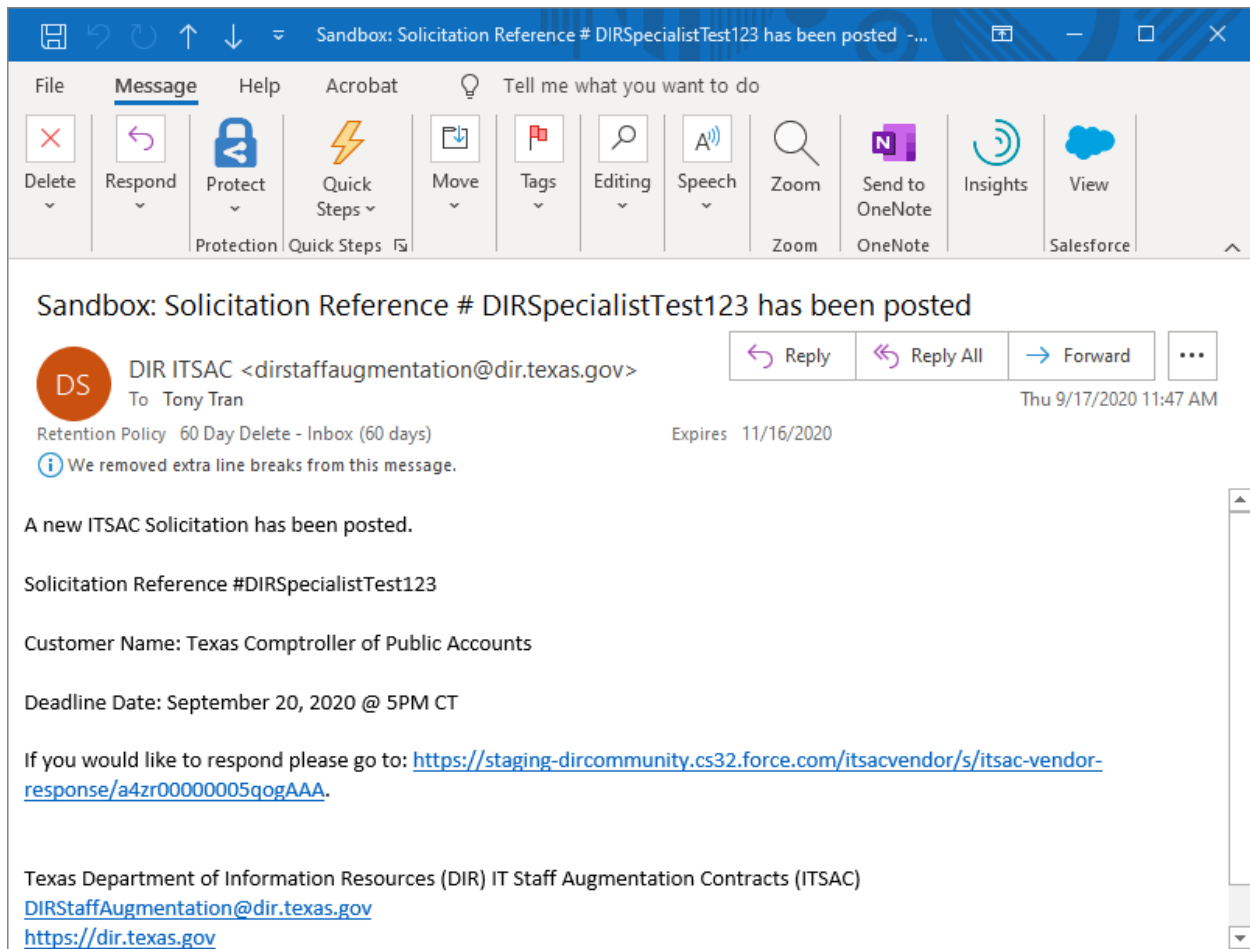 Sandbox: Solicitation Reference # DIRSpecialistTest123 has been posted -...
File Message Help Acrobat Tell me what you want to do
Delete Respond Protect Quick Steps Move Tags Editing Speech Zoom Send to OneNote Insights View
Protection Quick Steps Zoom OneNote Salesforce
Sandbox: Solicitation Reference # DIRSpecialistTest123 has been posted
DS
DIR ITSAC <dirstaffaugmentation@dir.texas.gov>
Reply Reply All Forward
To Tony Tran
Thu 9/17/2020 11:47 AM
Retention Policy 60 Day Delete - Inbox (60 days) Expires 11/16/2020
We removed extra line breaks from this message.
A new ITSAC Solicitation has been posted.
Solicitation Reference #DIRSpecialistTest123
Customer Name: Texas Comptroller of Public Accounts
Deadline Date: September 20, 2020 @ 5PM CT
If you would like to respond please go to: https://staging-dircommunity.cs32.force.com/itsacvendor/s/itsac-vendor-
response/a4zr00000005qogAAA.
Texas Department of Information Resources (DIR) IT Staff Augmentation Contracts (ITSAC)
DIRStaffAugmentation@dir.texas.gov
https://dir.texas.gov